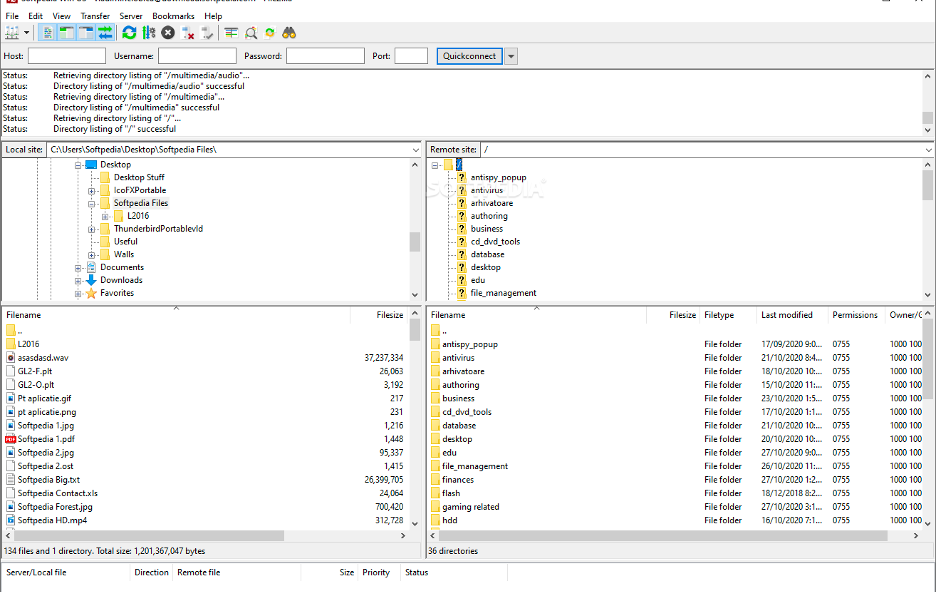 File Edit View Transfer Server Bookmarks Help
Host: Username: Password: Port: Quickconnect
Status: Retrieving directory listing of "/multimedia/audio"...
Status: Directory listing of "/multimedia/audio" successful
Status: Retrieving directory listing of "/multimedia"...
Status: Directory listing of "/multimedia" successful
Status: Retrieving directory listing of "/"...
Status: Directory listing of "/" successful
Local site: C:\Users\Softpedia\Desktop\Softpedia Files\
Desktop
Desktop Stuff
IcoFXPortable
Softpedia Files
L2016
ThunderbirdPortablevld
Useful
Walls
Documents
Downloads
Favorites
Remote site: /
/
SOFTPEDIA
antispy_popup
antivirus
arhivatoare
authoring
business
cd_dvd_tools
database
desktop
edu
file_management
Filename Filesize
..
L2016
asasdasd.wav 37,237,334
GL2-F.plt 26,063
GL2-O.plt 3,192
Pt aplicatie.gif 217
pt aplicatie.png 231
Softpedia 1.jpg 1,216
Softpedia 1.pdf 1,448
Softpedia 2.jpg 95,337
Softpedia 2.ost 1,415
Softpedia Big.txt 26,399,705
Softpedia Contact.xls 24,064
Softpedia Forest.jpg 700,420
Softpedia HD.mp4 312,728
134 files and 1 directory. Total size: 1,201,367,047 bytes
Filename Filesize Filetype Last modified Permissions Owner/G
..
antispy_popup File folder 17/09/2020 9:0... 0755 1000 100
antivirus File folder 21/10/2020 8:4... 0755 1000 100
arhivatoare File folder 18/10/2020 10:... 0755 1000 100
authoring File folder 15/10/2020 11:... 0755 1000 100
business File folder 23/10/2020 1:5... 0755 1000 100
cd_dvd_tools File folder 17/10/2020 1:1... 0755 1000 100
database File folder 21/10/2020 10:... 0755 1000 100
desktop File folder 20/10/2020 10:... 0755 1000 100
edu File folder 27/10/2020 9:0... 0755 1000 100
file_management File folder 26/10/2020 11:... 0755 1000 100
finances File folder 27/10/2020 1:2... 0755 1000 100
flash File folder 18/12/2018 8:2... 0755 1000 100
gaming related File folder 27/10/2020 3:1... 0755 1000 100
hdd File folder 16/10/2020 7:1... 0755 1000 100
36 directories
Server/Local file Direction Remote file Size Priority Status